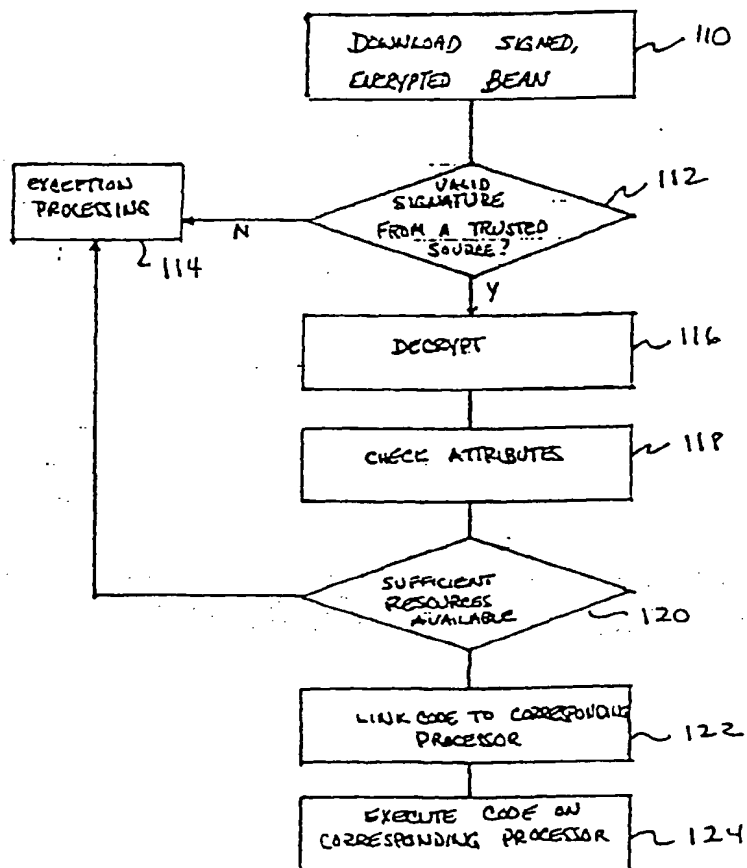 DOWNLOAD SIGNED,
ENCRYPTED BEAN
110
EXCEPTION
PROCESSING
114
VALID
SIGNATURE
FROM A TRUSTED
SOURCE?
112
N
Y
DECRYPT
116
CHECK ATTRIBUTES
118
SUFFICIENT
RESOURCES
AVAILABLE
120
LINK CODE TO CORRESPONDING
PROCESSOR
122
EXECUTE CODE ON
CORRESPONDING PROCESSOR
124